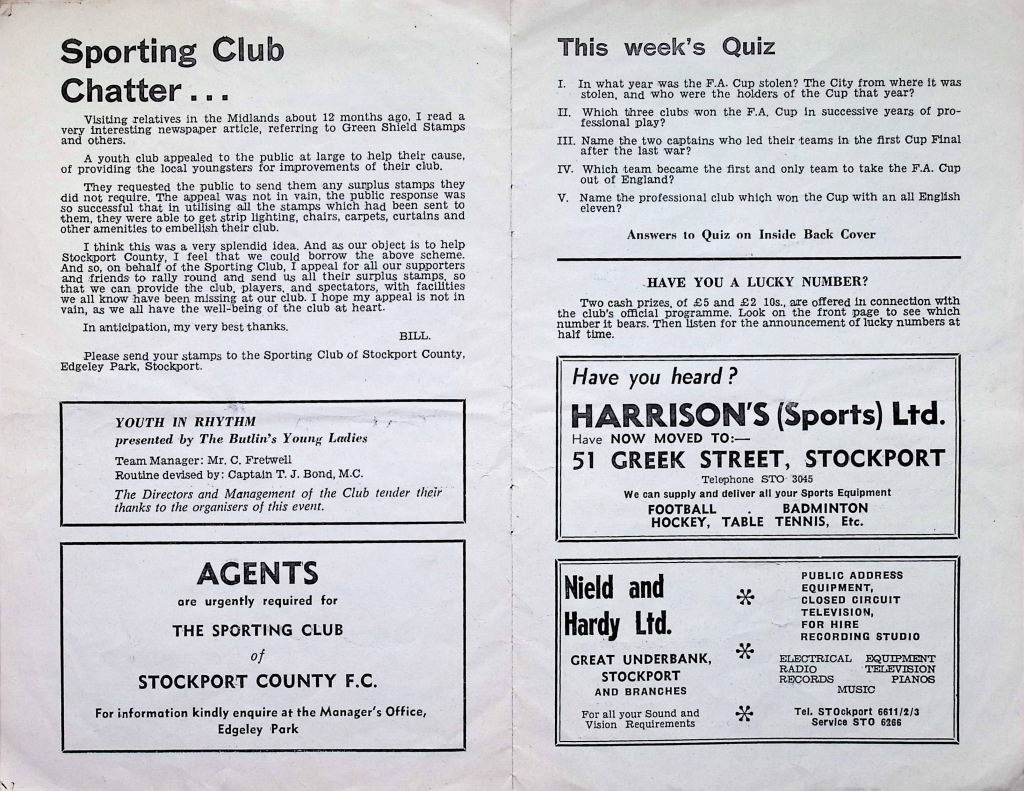 Sporting Club
Chatter...
Visiting relatives in the Midlands about 12 months ago, I read a
very interesting newspaper article, referring to Green Shield Stamps
and others.
A youth club appealed to the public at large to help their cause,
of providing the local youngsters for improvements of their club.
They requested the public to send them any surplus stamps they
did not require. The appeal was not in vain, the public response was
so successful that in utilising all the stamps which had been sent to
them, they were able to get strip lighting, chairs, carpets, curtains and
other amenities to embellish their club.
I think this was a very splendid idea. And as our object is to help
Stockport County, I feel that we could borrow the above scheme.
And so, on behalf of the Sporting Club, I appeal for all our supporters
and friends to rally round and send us all their surplus stamps, so
that we can provide the club, players, and spectators, with facilities
we all know have been missing at our club. I hope my appeal is not in
vain, as we all have the well-being of the club at heart.
In anticipation, my very best thanks.
BILL.
Please send your stamps to the Sporting Club of Stockport County,
Edgeley Park, Stockport.
YOUTH IN RHYTHM
presented by The Butlin's Young Ladies
Team Manager: Mr. C. Fretwell
Routine devised by: Captain T. J. Bond, M.C.
The Directors and Management of the Club tender their
thanks to the organisers of this event.
AGENTS
are urgently required for
THE SPORTING CLUB
of
STOCKPORT COUNTY F.C.
For information kindly enquire at the Manager's Office,
Edgeley Park
This week's Quiz
I. In what year was the F.A. Cup stolen? The City from where it was
stolen, and who were the holders of the Cup that year?
II. Which three clubs won the F.A. Cup in successive years of pro-
fessional play?
III. Name the two captains who led their teams in the first Cup Final
after the last war?
IV. Which team became the first and only team to take the F.A. Cup
out of England?
V. Name the professional club which won the Cup with an all English
eleven?
Answers to Quiz on Inside Back Cover
HAVE YOU A LUCKY NUMBER?
Two cash prizes, of £5 and £2 10s., are offered in connection with
the club's official programme. Look on the front page to see which
number it bears. Then listen for the announcement of lucky numbers at
half time.
Have you heard?
HARRISON'S (Sports) Ltd.
Have NOW MOVED TO:—
51 GREEK STREET, STOCKPORT
Telephone STO 3045
We can supply and deliver all your Sports Equipment
FOOTBALL . BADMINTON
HOCKEY, TABLE TENNIS, Etc.
Nield and
Hardy Ltd.
GREAT UNDERBANK,
STOCKPORT
AND BRANCHES
For all your Sound and
Vision Requirements
PUBLIC ADDRESS
EQUIPMENT,
CLOSED CIRCUIT
TELEVISION,
FOR HIRE
RECORDING STUDIO
ELECTRICAL EQUIPMENT
RADIO TELEVISION
RECORDS PIANOS
MUSIC
Tel. STOckport 6611/2/3
Service STO 6266